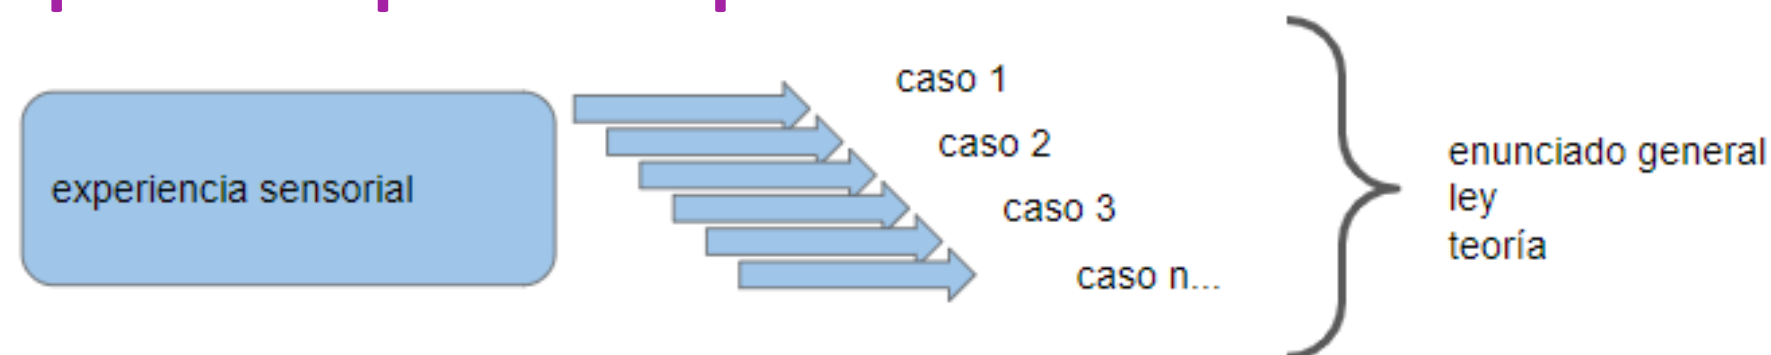 experiencia sensorial
caso 1
caso 2
caso 3
caso n...
enunciado general
ley
teoría